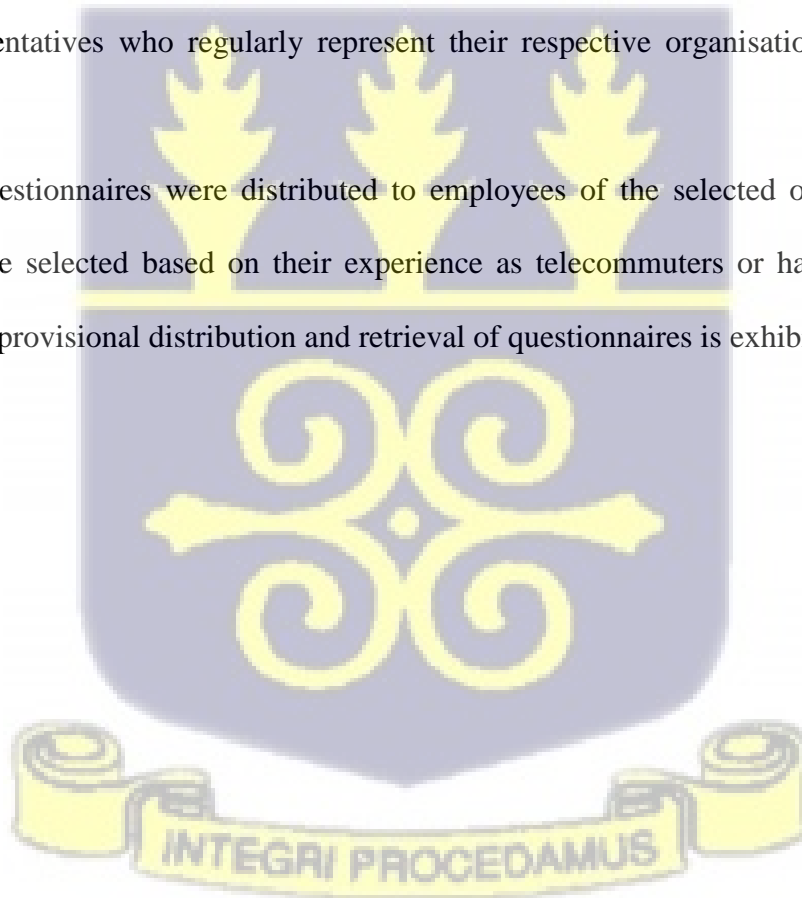 entatives who regularly represent their respective organisatio
estionnaires were distributed to employees of the selected o
e selected based on their experience as telecommuters or ha
provisional distribution and retrieval of questionnaires is exhib
INTEGRI PROCEDAMUS